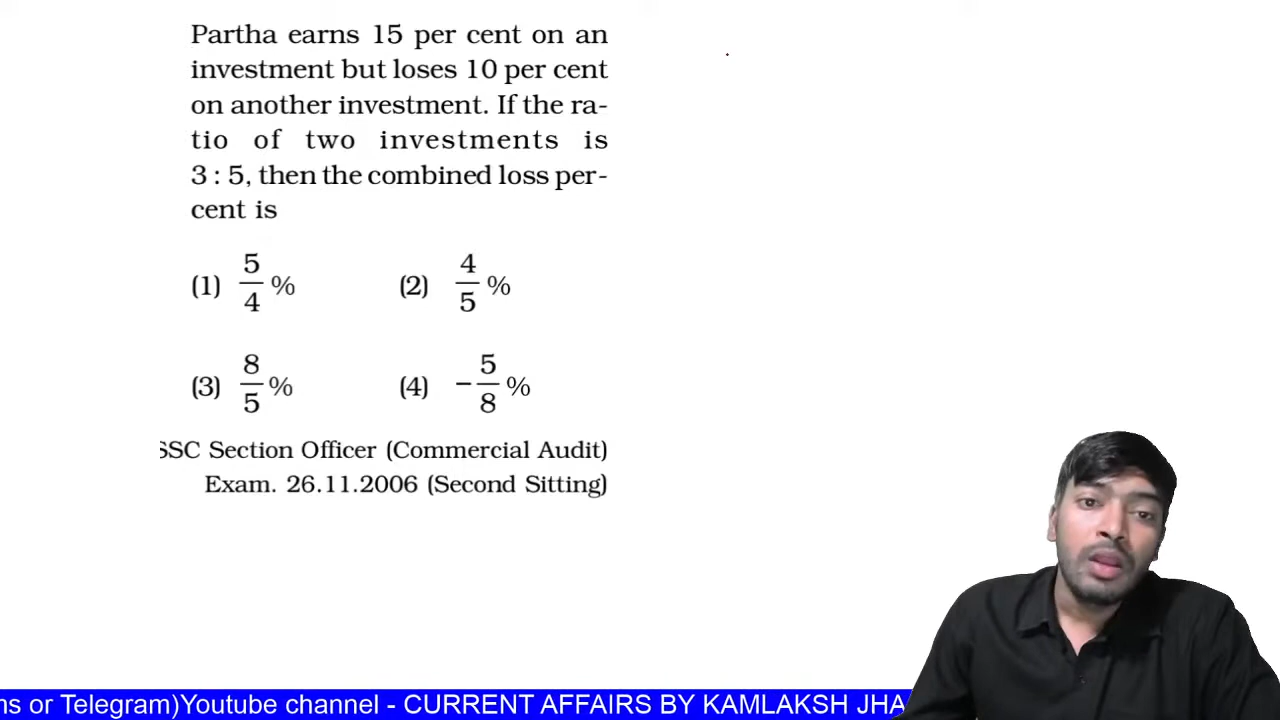 Partha earns 15 per cent on an
investment but loses 10 per cent
on another investment. If the ra-
tio of two investments is
3 : 5, then the combined loss per-
cent is
(1) 5/4 % (2) 4/5 %
(3) 8/5 % (4) −5/8 %
SSC Section Officer (Commercial Audit)
Exam. 26.11.2006 (Second Sitting)
ns or Telegram)Youtube channel - CURRENT AFFAIRS BY KAMLAKSH JHA